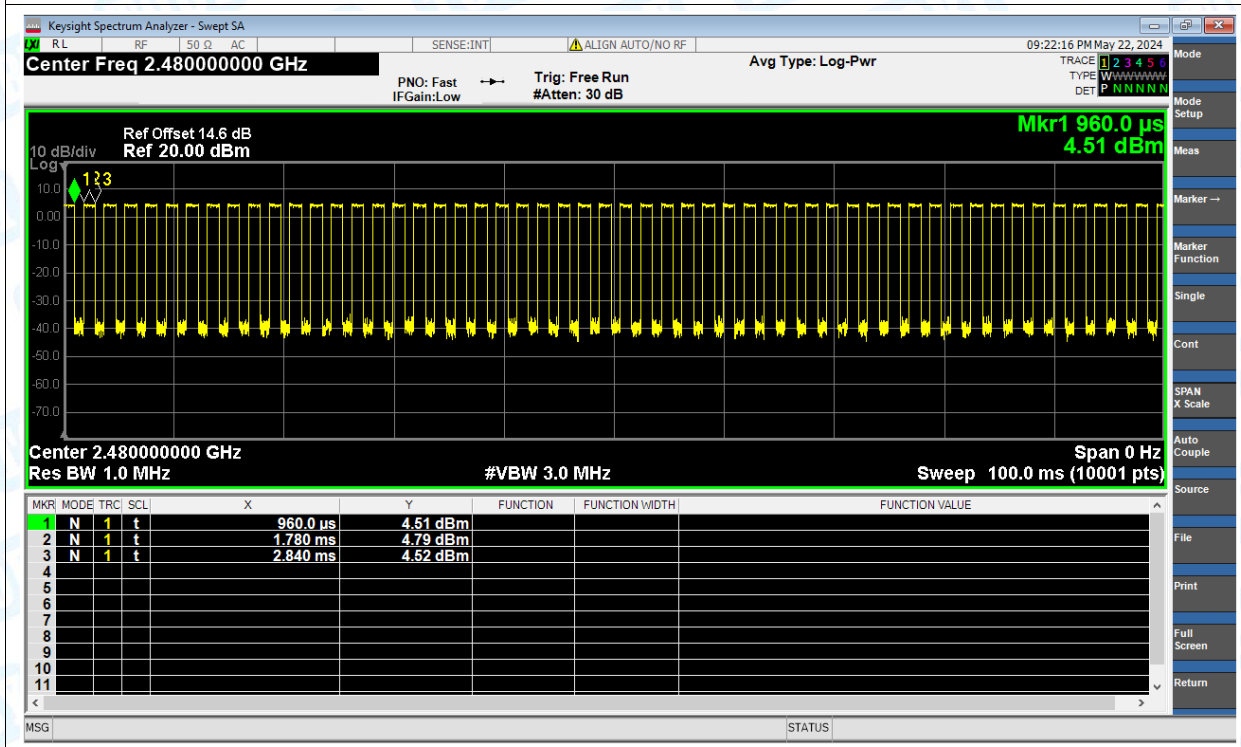 Keysight Spectrum Analyzer - Swept SA
LXI RL RF 50 Ω AC SENSE:INT ALIGN AUTO/NO RF 09:22:16 PM May 22, 2024
Center Freq 2.480000000 GHz
PNO: Fast
IFGain:Low
Trig: Free Run
#Atten: 30 dB
Avg Type: Log-Pwr
TRACE 1 2 3 4 5 6
TYPE WWWWWW
DET P N N N N N
Mkr1 960.0 µs
4.51 dBm
Ref Offset 14.6 dB
10 dB/div Ref 20.00 dBm
Log
1 2 3
10.0
0.00
-10.0
-20.0
-30.0
-40.0
-50.0
-60.0
-70.0
Center 2.480000000 GHz Span 0 Hz
Res BW 1.0 MHz #VBW 3.0 MHz Sweep 100.0 ms (10001 pts)
MKR MODE TRC SCL X Y FUNCTION FUNCTION WIDTH FUNCTION VALUE
1 N 1 t 960.0 µs 4.51 dBm
2 N 1 t 1.780 ms 4.79 dBm
3 N 1 t 2.840 ms 4.52 dBm
4
5
6
7
8
9
10
11
MSG STATUS
Mode
Mode
Setup
Meas
Marker →
Marker
Function
Single
Cont
SPAN
X Scale
Auto
Couple
Source
File
Print
Full
Screen
Return